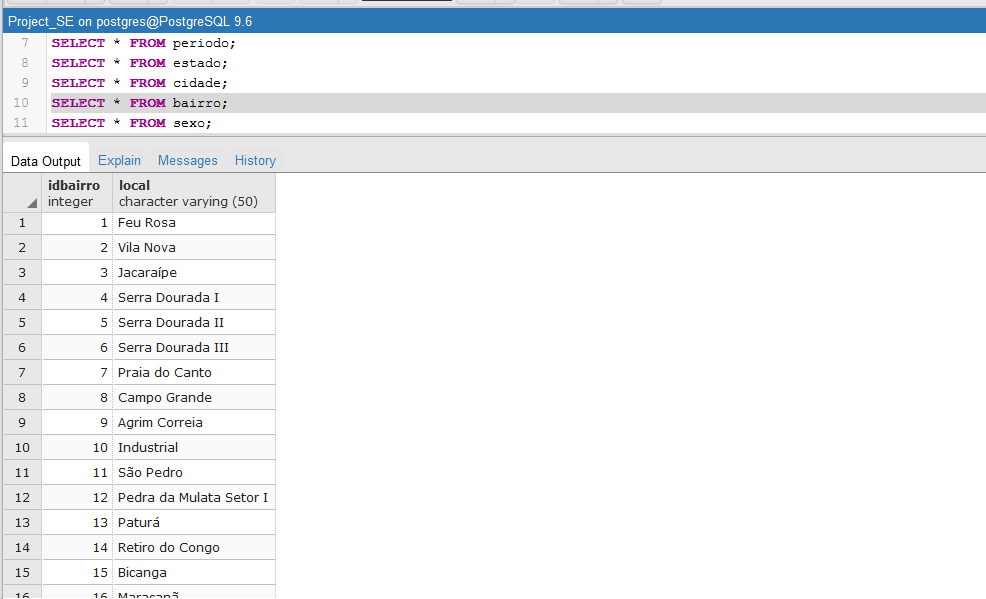 Project_SE on postgres@PostgreSQL 9.6
7 SELECT * FROM periodo;
8 SELECT * FROM estado;
9 SELECT * FROM cidade;
10 SELECT * FROM bairro;
11 SELECT * FROM sexo;
Data Output Explain Messages History
idbairro local
integer character varying (50)
1 1 Feu Rosa
2 2 Vila Nova
3 3 Jacaraípe
4 4 Serra Dourada I
5 5 Serra Dourada II
6 6 Serra Dourada III
7 7 Praia do Canto
8 8 Campo Grande
9 9 Agrim Correia
10 10 Industrial
11 11 São Pedro
12 12 Pedra da Mulata Setor I
13 13 Paturá
14 14 Retiro do Congo
15 15 Bicanga
16 16 Maracanã